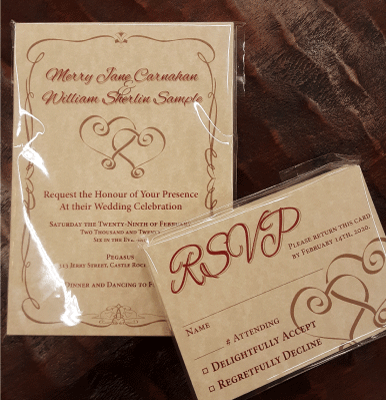 Merry Jane Carnahan
&
William Sherlin Sample
Request the Honour of Your Presence
At their Wedding Celebration
Saturday the Twenty-Ninth of February
Two Thousand and Twen
Six in the Eve
Pegasus
Jerry Street, Castle Rock
Dinner and Dancing to F
RSVP
Please return this card
by February 14th, 2020.
Name
# Attending
☐ Delightfully Accept
☐ Regretfully Decline